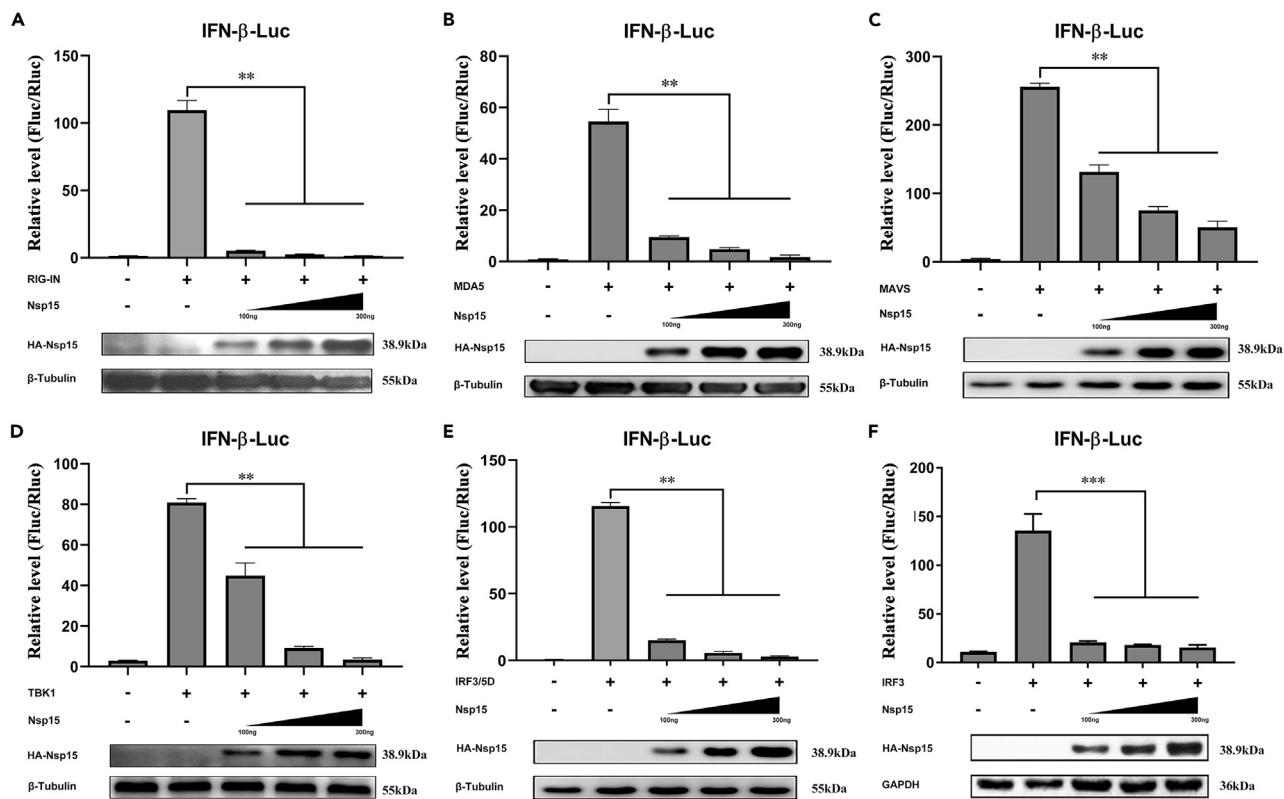 A
IFN-β-Luc
Relative level (Fluc/Rluc)
150
100
50
0
**
RIG-IN - + + + +
Nsp15 - -
100ng 300ng
HA-Nsp15 38.9kDa
β-Tubulin 55kDa
B
IFN-β-Luc
Relative level (Fluc/Rluc)
80
60
40
20
0
**
MDA5 - + + + +
Nsp15 - -
100ng 300ng
HA-Nsp15 38.9kDa
β-Tubulin 55kDa
C
IFN-β-Luc
Relative level (Fluc/Rluc)
300
200
100
0
**
MAVS - + + + +
Nsp15 - -
100ng 300ng
HA-Nsp15 38.9kDa
β-Tubulin 55kDa
D
IFN-β-Luc
Relative level (Fluc/Rluc)
100
80
60
40
20
0
**
TBK1 - + + + +
Nsp15 - -
100ng 300ng
HA-Nsp15 38.9kDa
β-Tubulin 55kDa
E
IFN-β-Luc
Relative level (Fluc/Rluc)
150
100
50
0
**
IRF3/5D - + + + +
Nsp15 - -
100ng 300ng
HA-Nsp15 38.9kDa
β-Tubulin 55kDa
F
IFN-β-Luc
Relative level (Fluc/Rluc)
200
150
100
50
0
***
IRF3 - + + + +
Nsp15 - -
100ng 300ng
HA-Nsp15 38.9kDa
GAPDH 36kDa